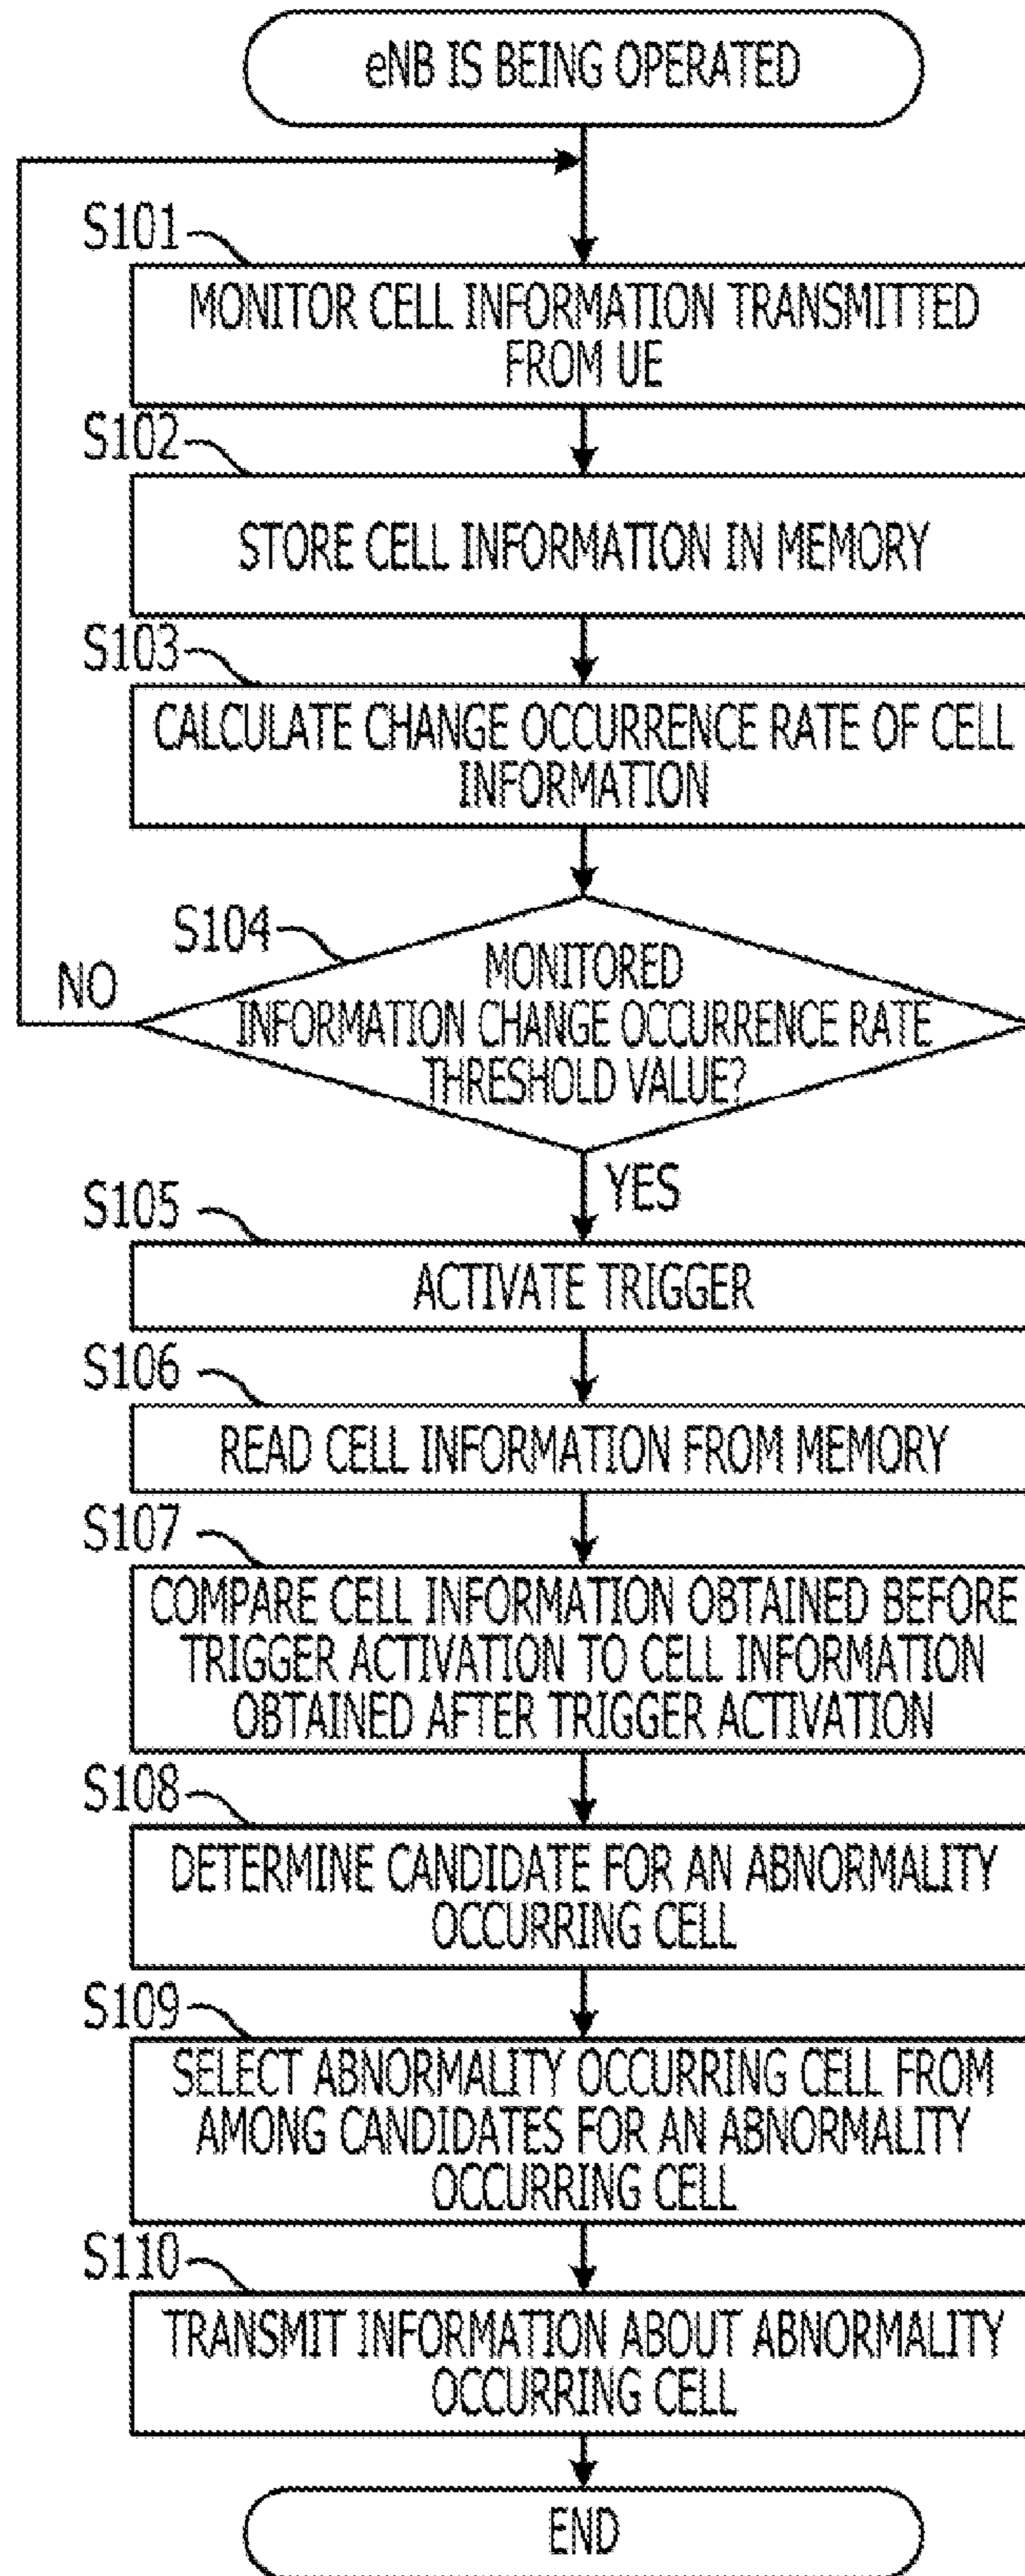 eNB IS BEING OPERATED
S101
MONITOR CELL INFORMATION TRANSMITTED
FROM UE
S102
STORE CELL INFORMATION IN MEMORY
S103
CALCULATE CHANGE OCCURRENCE RATE OF CELL
INFORMATION
S104
NO
MONITORED
INFORMATION CHANGE OCCURRENCE RATE
THRESHOLD VALUE?
YES
S105
ACTIVATE TRIGGER
S106
READ CELL INFORMATION FROM MEMORY
S107
COMPARE CELL INFORMATION OBTAINED BEFORE
TRIGGER ACTIVATION TO CELL INFORMATION
OBTAINED AFTER TRIGGER ACTIVATION
S108
DETERMINE CANDIDATE FOR AN ABNORMALITY
OCCURRING CELL
S109
SELECT ABNORMALITY OCCURRING CELL FROM
AMONG CANDIDATES FOR AN ABNORMALITY
OCCURRING CELL
S110
TRANSMIT INFORMATION ABOUT ABNORMALITY
OCCURRING CELL
END